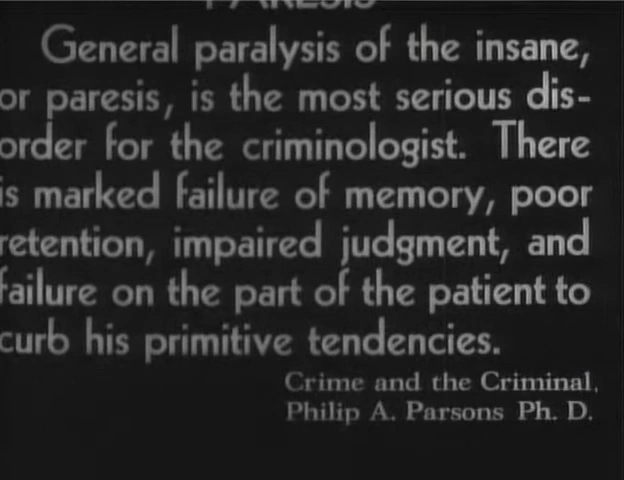 PARESIS
General paralysis of the insane,
or paresis, is the most serious dis-
order for the criminologist. There
is marked failure of memory, poor
retention, impaired judgment, and
failure on the part of the patient to
curb his primitive tendencies.
Crime and the Criminal,
Philip A. Parsons Ph. D.